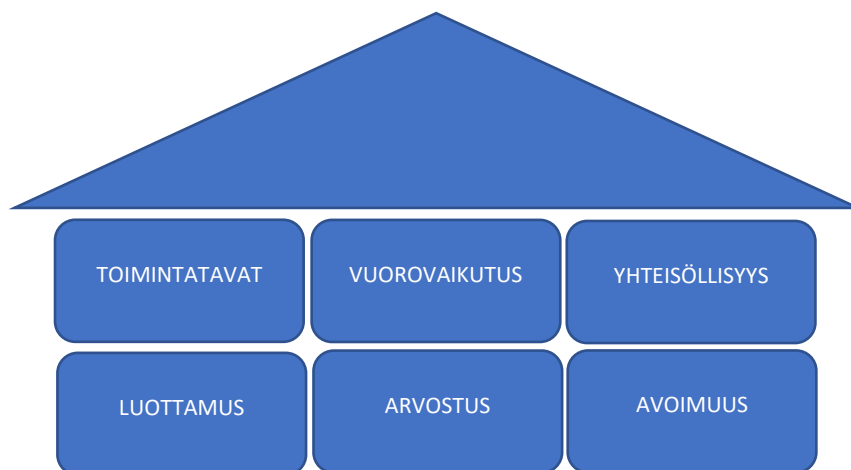 TOIMINTATAVAT
VUOROVAIKUTUS
YHTEISÖLLISYYS
LUOTTAMUS
ARVOSTUS
AVOIMUUS